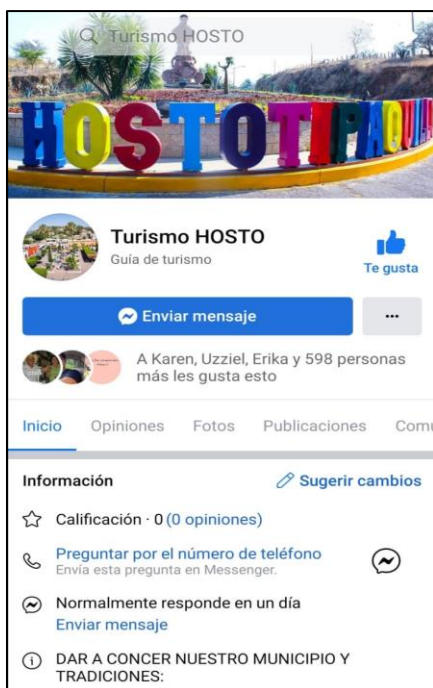 Turismo HOSTO
HOSTOTIPAQUILLO
Turismo HOSTO
Guía de turismo
Te gusta
Enviar mensaje
...
A Karen, Uzziel, Erika y 598 personas
más les gusta esto
Inicio Opiniones Fotos Publicaciones Comu
Información
Sugerir cambios
Calificación · 0 (0 opiniones)
Preguntar por el número de teléfono
Envía esta pregunta en Messenger.
Normalmente responde en un día
Enviar mensaje
DAR A CONCER NUESTRO MUNICIPIO Y
TRADICIONES: